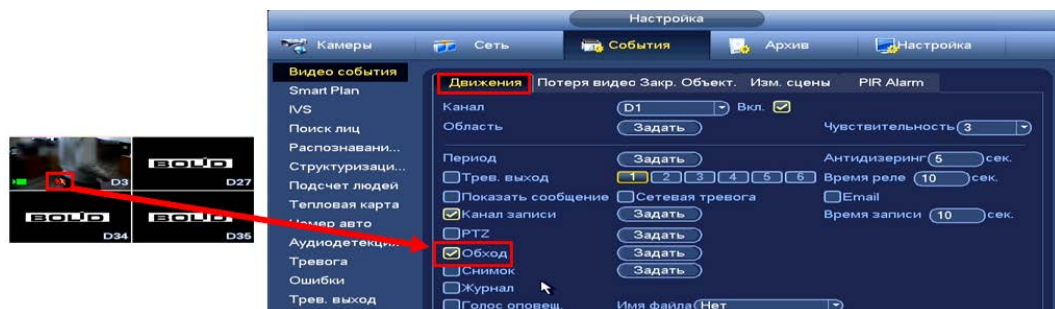 BOLID
D3
D27
BOLID
BOLID
D34
D35
Настройка
Камеры
Сеть
События
Архив
Настройка
Видео события
Smart Plan
IVS
Поиск лиц
Распознавани...
Структуризаци...
Подсчет людей
Тепловая карта
Номер авто
Аудиодетекци...
Тревога
Ошибки
Трев. выход
Движения Потеря видео Закр. Объект. Изм. сцены PIR Alarm
Канал D1 Вкл.
Область Задать Чувствительность 3
Период Задать Антидизеринг 5 сек.
Трев. выход 1 2 3 4 5 6 Время реле 10 сек.
Показать сообщение Сетевая тревога Email
Канал записи Задать Время записи 10 сек.
PTZ Задать
Обход Задать
Снимок Задать
Журнал
Голос оповещ. Имя файла Нет